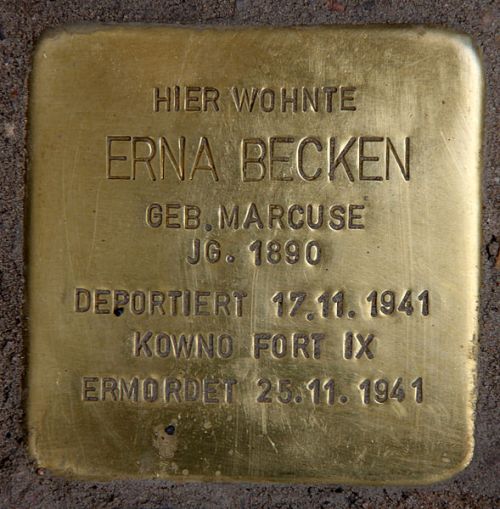 HIER WOHNTE
ERNA BECKEN
GEB. MARCUSE
JG. 1890
DEPORTIERT 17.11.1941
KOWNO FORT IX
ERMORDET 25.11.1941